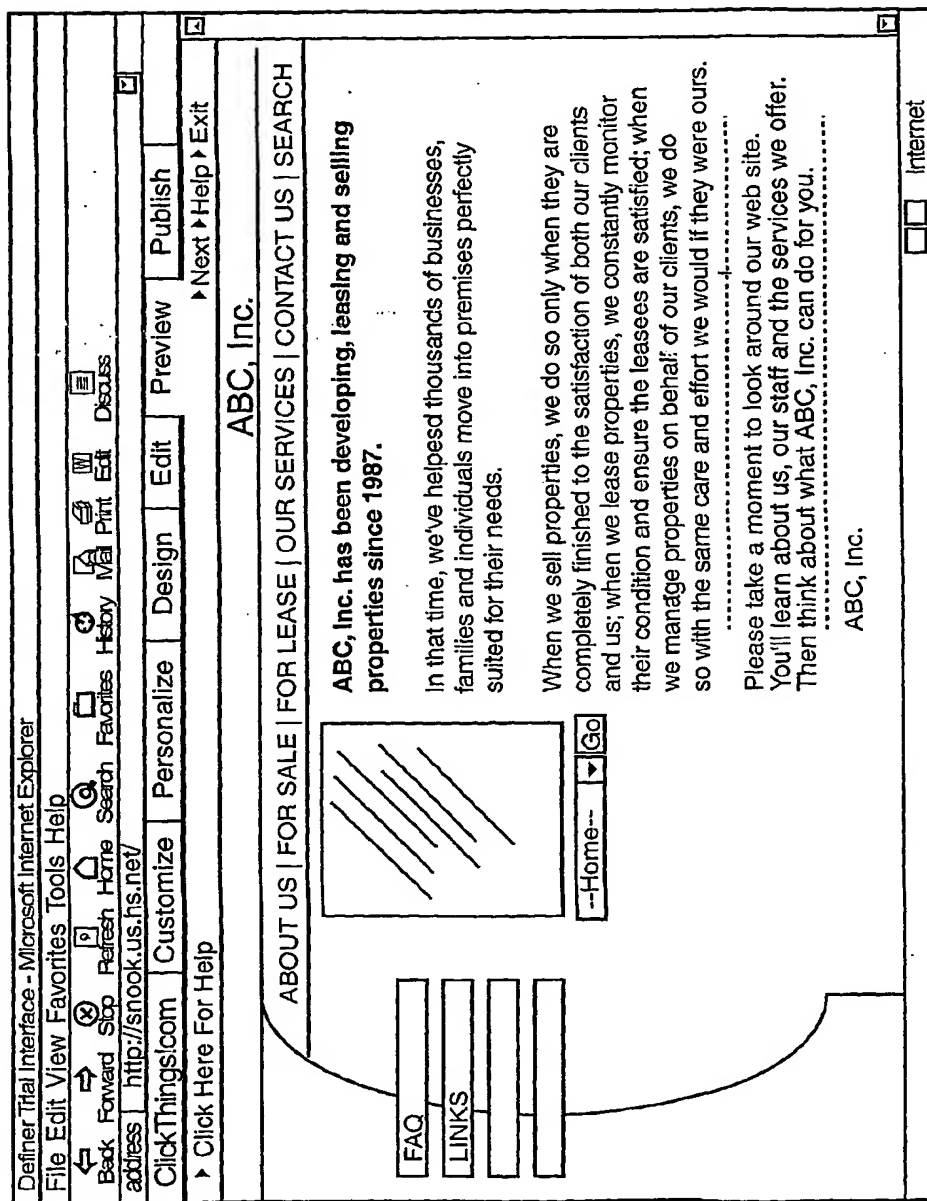 Definer Trital Interface - Microsoft Internet Explorer
File Edit View Favorites Tools Help
Back Forward Stop Refresh Home Search Favorites History Mail Print Edit Discuss
address http://snook.us.hs.net/
ClickThings!com Customize Personalize Design Edit Preview Publish
Click Here For Help Next Help Exit
ABC, Inc.
ABOUT US | FOR SALE | FOR LEASE | OUR SERVICES | CONTACT US | SEARCH
FAQ
LINKS
--Home-- Go
ABC, Inc. has been developing, leasing and selling
properties since 1987.
In that time, we've helpesd thousands of businesses,
families and individuals move into premises perfectly
suited for their needs.
When we sell properties, we do so only when they are
completely finished to the satisfaction of both our clients
and us; when we lease properties, we constantly monitor
their condition and ensure the leasees are satisfied; when
we manage properties on behalf of our clients, we do
so with the same care and effort we would if they were ours.
Please take a moment to look around our web site.
You'll learn about us, our staff and the services we offer.
Then think about what ABC, Inc. can do for you.
ABC, Inc.
Internet